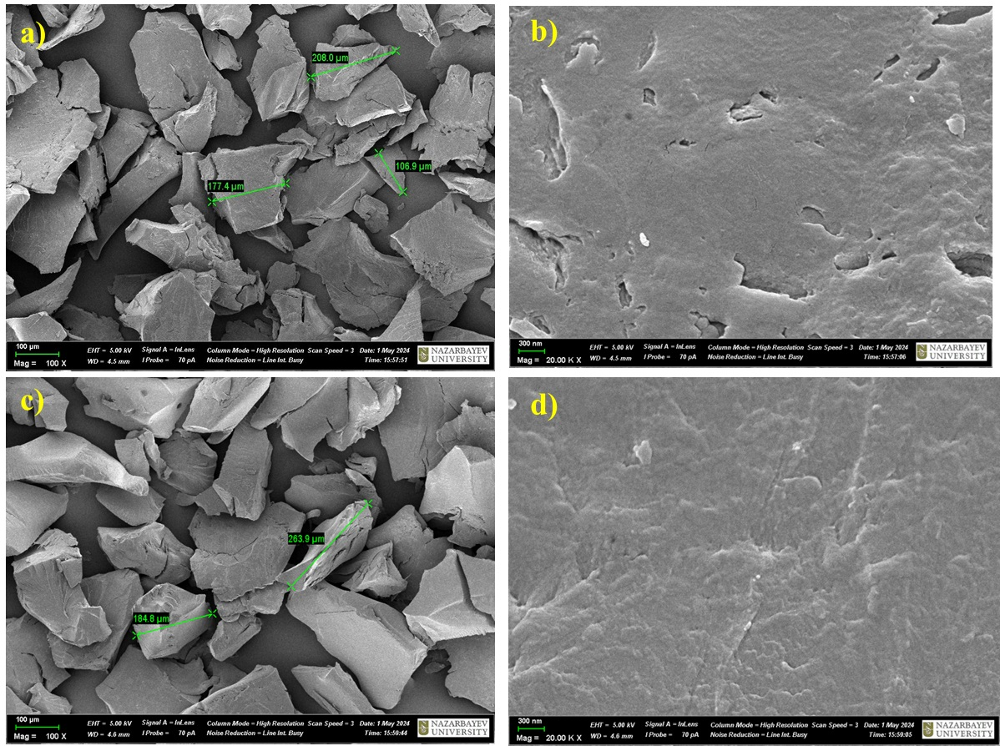 a)
208.0 µm
106.9 µm
177.4 µm
100 µm
EHT = 5.00 kV Signal A = InLens Column Mode = High Resolution Scan Speed = 3 Date: 1 May 2024
Mag = 100 X WD = 4.5 mm I Probe = 70 pA Noise Reduction = Line Int. Busy Time: 15:57:51
NAZARBAYEV
UNIVERSITY
b)
300 nm
EHT = 5.00 kV Signal A = InLens Column Mode = High Resolution Scan Speed = 3 Date: 1 May 2024
Mag = 20.00 K X WD = 4.5 mm I Probe = 70 pA Noise Reduction = Line Int. Busy Time: 15:57:06
NAZARBAYEV
UNIVERSITY
c)
263.9 µm
184.8 µm
100 µm
EHT = 5.00 kV Signal A = InLens Column Mode = High Resolution Scan Speed = 3 Date: 1 May 2024
Mag = 100 X WD = 4.6 mm I Probe = 70 pA Noise Reduction = Line Int. Busy Time: 15:59:44
NAZARBAYEV
UNIVERSITY
d)
300 nm
EHT = 5.00 kV Signal A = InLens Column Mode = High Resolution Scan Speed = 3 Date: 1 May 2024
Mag = 20.00 K X WD = 4.6 mm I Probe = 70 pA Noise Reduction = Line Int. Busy Time: 15:59:05
NAZARBAYEV
UNIVERSITY